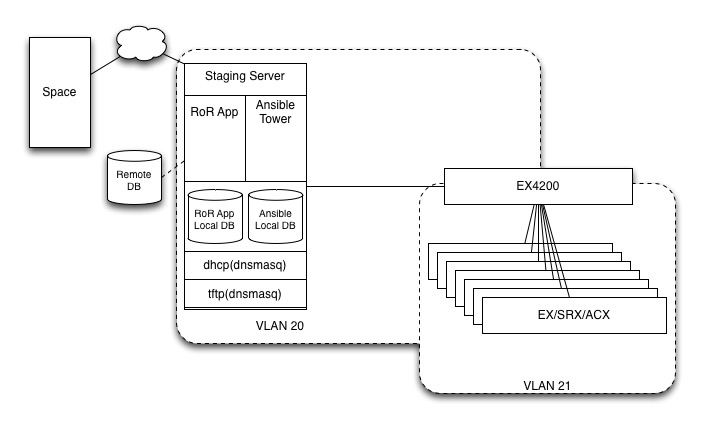 Space
Remote
DB
Staging Server
RoR App
Ansible
Tower
RoR App
Local DB
Ansible
Local DB
dhcp(dnsmasq)
tftp(dnsmasq)
VLAN 20
EX4200
EX/SRX/ACX
VLAN 21